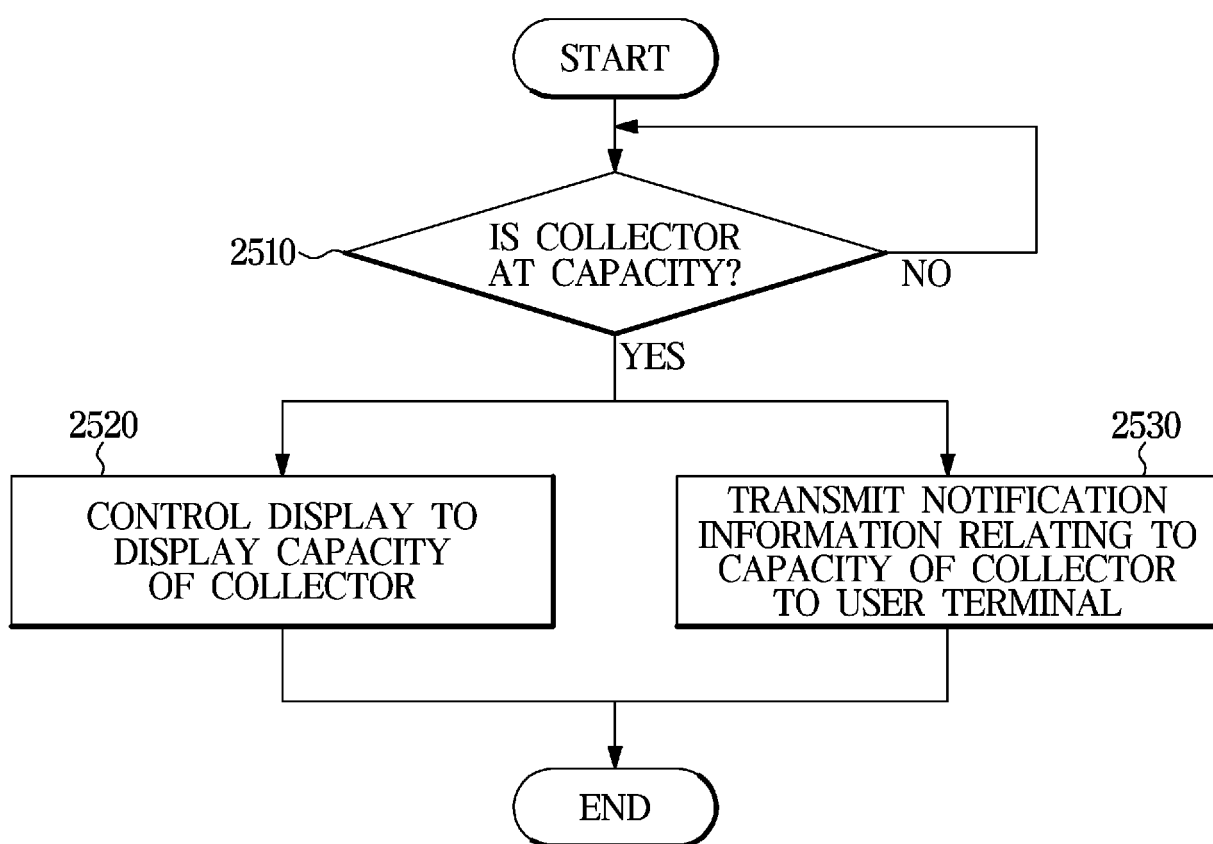 START
2510
IS COLLECTOR
AT CAPACITY?
NO
YES
2520
CONTROL DISPLAY TO
DISPLAY CAPACITY
OF COLLECTOR
2530
TRANSMIT NOTIFICATION
INFORMATION RELATING TO
CAPACITY OF COLLECTOR
TO USER TERMINAL
END